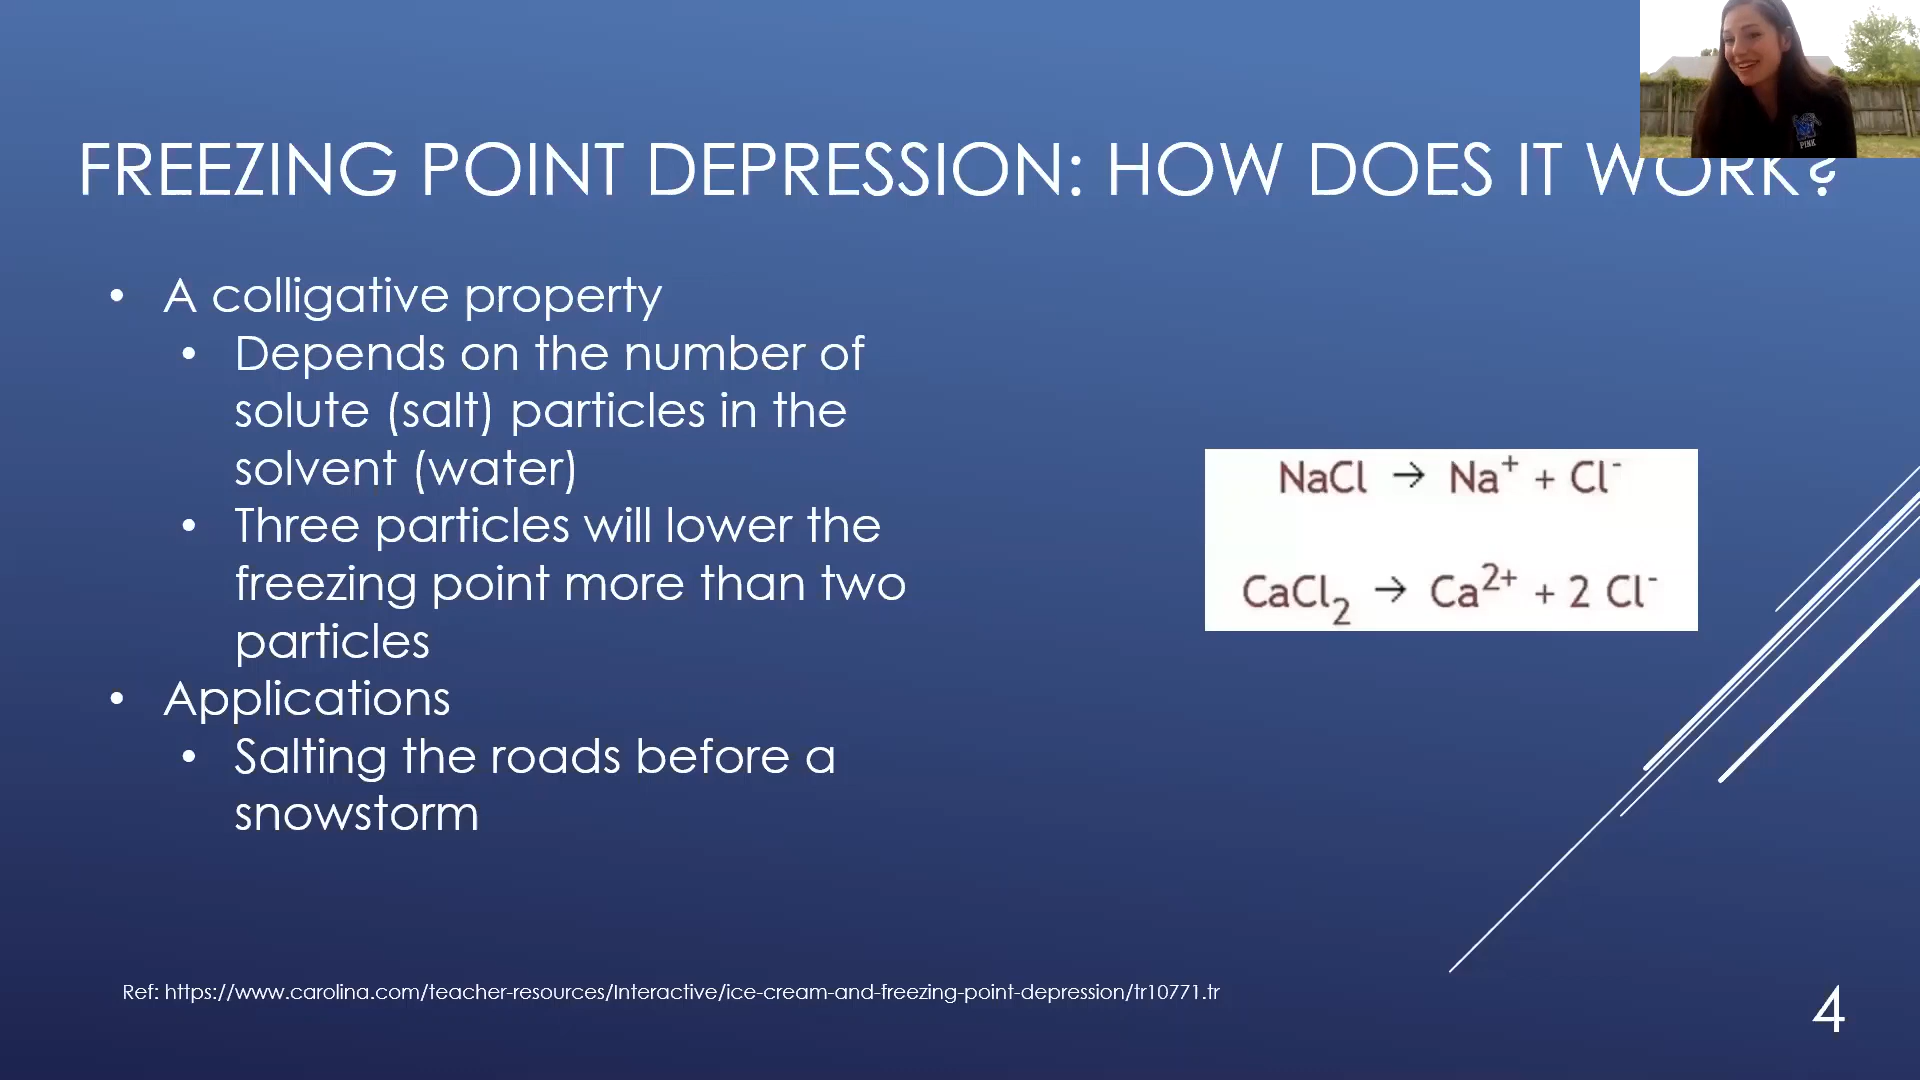 FREEZING POINT DEPRESSION: HOW DOES IT WORK?
• A colligative property
• Depends on the number of
solute (salt) particles in the
solvent (water)
• Three particles will lower the
freezing point more than two
particles
• Applications
• Salting the roads before a
snowstorm
NaCl → Na⁺ + Cl⁻
CaCl₂ → Ca²⁺ + 2 Cl⁻
Ref: https://www.carolina.com/teacher-resources/Interactive/ice-cream-and-freezing-point-depression/tr10771.tr
4
PINK